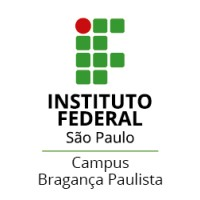 INSTITUTO
FEDERAL
São Paulo
Campus
Bragança Paulista